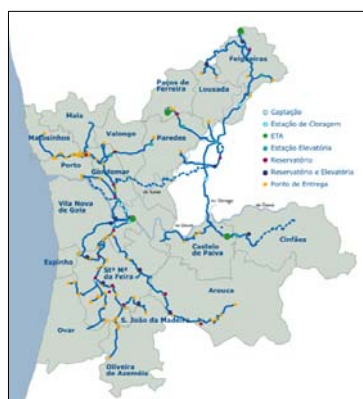 Felgueiras
Paços de
Ferreira
Lousada
Maia
Valongo
Paredes
Matosinhos
Porto
Gondomar
Captação
Estação de Cloragem
ETA
Estação Elevatória
Reservatório
Reservatório e Elevatória
Ponto de Entrega
Vila Nova
de Gaia
Castelo
de Paiva
Cinfães
Espinho
Stª Mª
da Feira
Arouca
S. João da Madeira
Ovar
Oliveira
de Azeméis